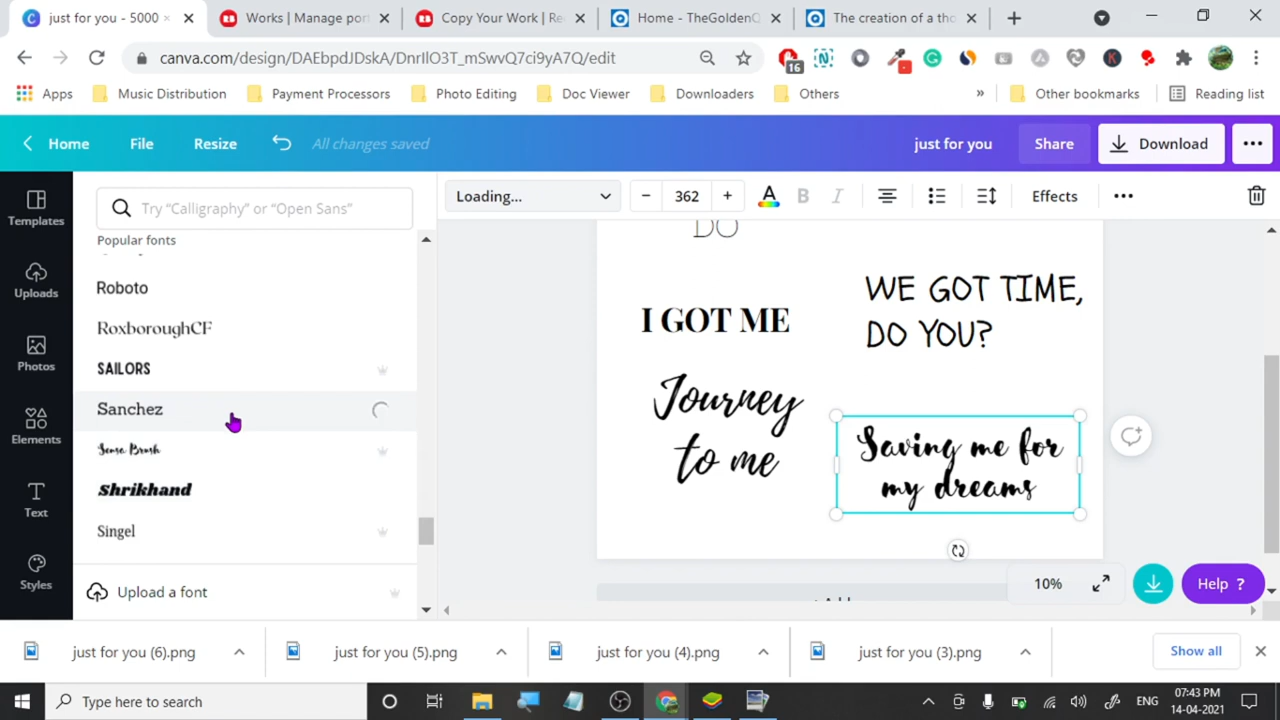 just for you - 5000
Works | Manage por
Copy Your Work | Re
Home - TheGoldenQ
The creation of a tho
canva.com/design/DAEbpdJDskA/DnrIlO3T_mSwvQ7ci9yA7Q/edit
16
Apps
Music Distribution
Payment Processors
Photo Editing
Doc Viewer
Downloaders
Others
»
Other bookmarks
Reading list
Home
File
Resize
All changes saved
just for you
Share
Download
Templates
Uploads
Photos
Elements
Text
Styles
Try “Calligraphy” or “Open Sans”
Popular fonts
Roboto
RoxboroughCF
SAILORS
Sanchez
Sensa Brush
Shrikhand
Singel
Upload a font
Loading...
362
A
B
I
Effects
DO
I GOT ME
WE GOT TIME,
DO YOU?
Journey
to me
Saving me for
my dreams
10%
Help ?
just for you (6).png
just for you (5).png
just for you (4).png
just for you (3).png
Show all
Type here to search
ENG
07:43 PM
14-04-2021